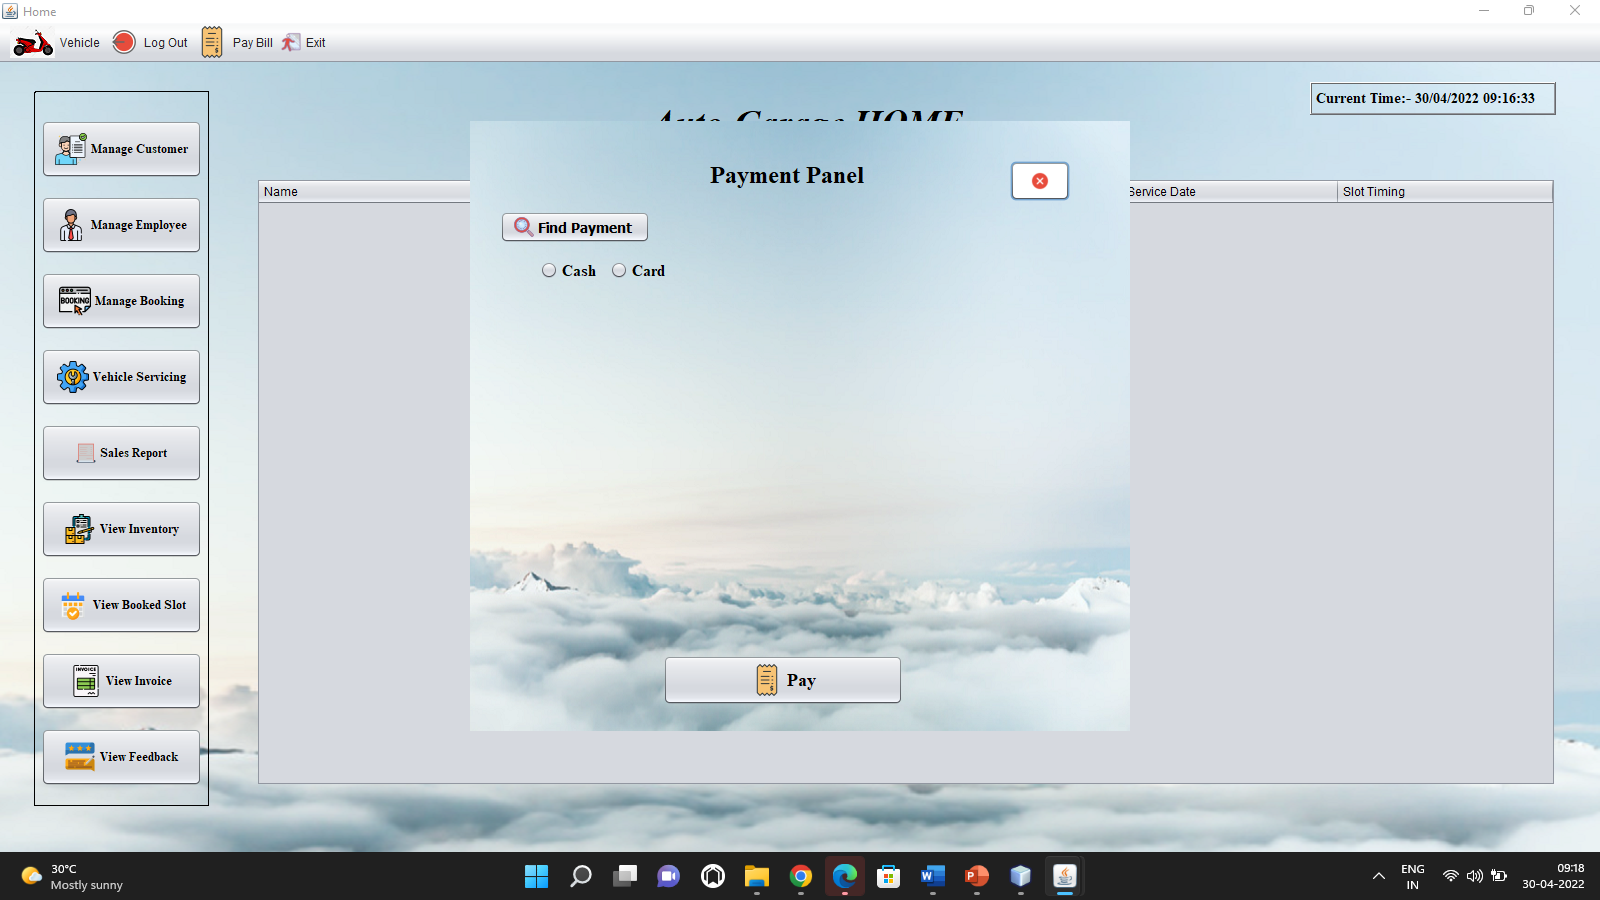 Home
Vehicle Log Out Pay Bill Exit
Current Time:- 30/04/2022 09:16:33
Auto Garage HOME
Manage Customer
Manage Employee
Manage Booking
Vehicle Servicing
Sales Report
View Inventory
View Booked Slot
View Invoice
View Feedback
Name Service Date Slot Timing
Payment Panel
Find Payment
Cash Card
Pay
BOOKING
INVOICE
30°C
Mostly sunny
ENG
IN
09:18
30-04-2022